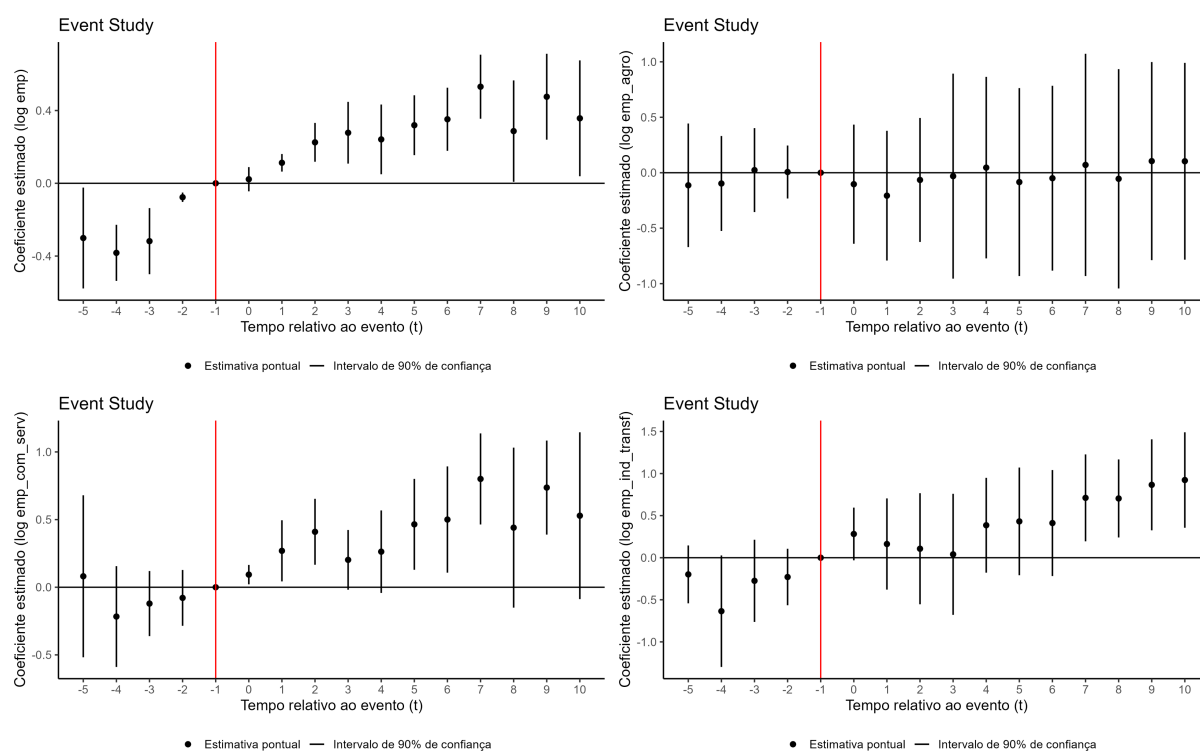 Event Study
Coeficiente estimado (log emp)
0.4
0.0
-0.4
-5 -4 -3 -2 -1 0 1 2 3 4 5 6 7 8 9 10
Tempo relativo ao evento (t)
Estimativa pontual Intervalo de 90% de confiança
Event Study
Coeficiente estimado (log emp_agro)
1.0
0.5
0.0
-0.5
-1.0
-5 -4 -3 -2 -1 0 1 2 3 4 5 6 7 8 9 10
Tempo relativo ao evento (t)
Estimativa pontual Intervalo de 90% de confiança
Event Study
Coeficiente estimado (log emp_com_serv)
1.0
0.5
0.0
-0.5
-5 -4 -3 -2 -1 0 1 2 3 4 5 6 7 8 9 10
Tempo relativo ao evento (t)
Estimativa pontual Intervalo de 90% de confiança
Event Study
Coeficiente estimado (log emp_ind_transf)
1.5
1.0
0.5
0.0
-0.5
-1.0
-5 -4 -3 -2 -1 0 1 2 3 4 5 6 7 8 9 10
Tempo relativo ao evento (t)
Estimativa pontual Intervalo de 90% de confiança